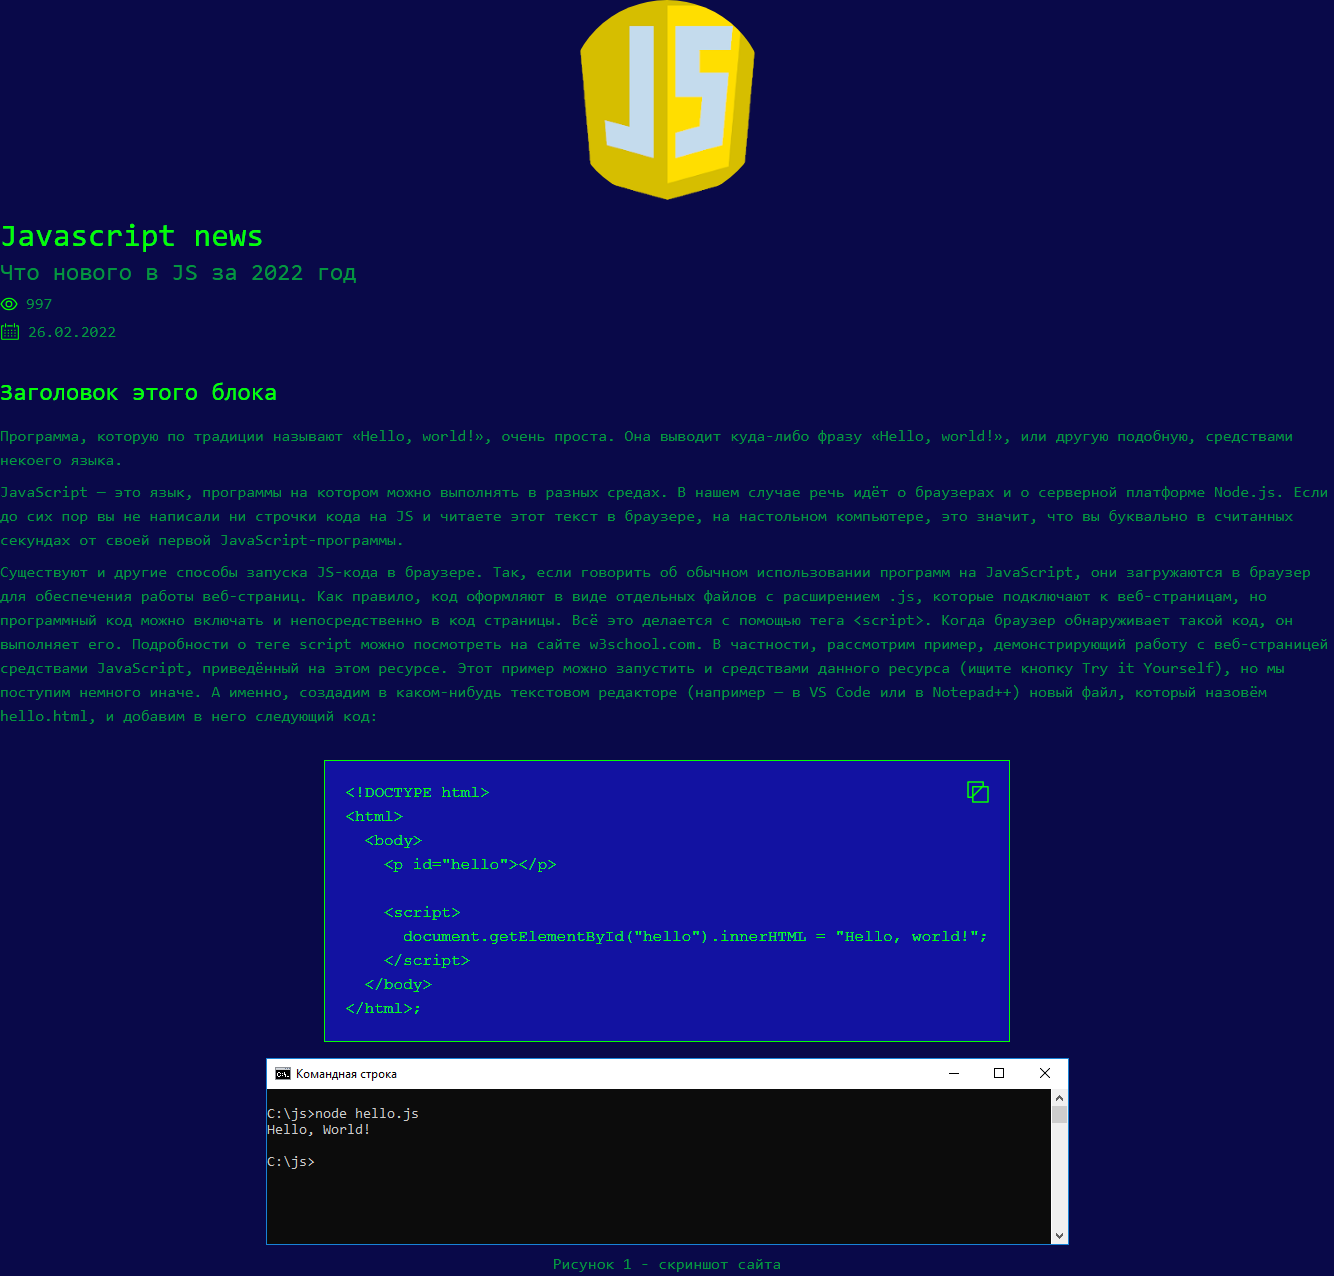 JS
Javascript news
Что нового в JS за 2022 год
997
26.02.2022
Заголовок этого блока
Программа, которую по традиции называют «Hello, world!», очень проста. Она выводит куда-либо фразу «Hello, world!», или другую подобную, средствами
некоего языка.
JavaScript — это язык, программы на котором можно выполнять в разных средах. В нашем случае речь идёт о браузерах и о серверной платформе Node.js. Если
до сих пор вы не написали ни строчки кода на JS и читаете этот текст в браузере, на настольном компьютере, это значит, что вы буквально в считанных
секундах от своей первой JavaScript-программы.
Существуют и другие способы запуска JS-кода в браузере. Так, если говорить об обычном использовании программ на JavaScript, они загружаются в браузер
для обеспечения работы веб-страниц. Как правило, код оформляют в виде отдельных файлов с расширением .js, которые подключают к веб-страницам, но
программный код можно включать и непосредственно в код страницы. Всё это делается с помощью тега <script>. Когда браузер обнаруживает такой код, он
выполняет его. Подробности о теге script можно посмотреть на сайте w3school.com. В частности, рассмотрим пример, демонстрирующий работу с веб-страницей
средствами JavaScript, приведённый на этом ресурсе. Этот пример можно запустить и средствами данного ресурса (ищите кнопку Try it Yourself), но мы
поступим немного иначе. А именно, создадим в каком-нибудь текстовом редакторе (например — в VS Code или в Notepad++) новый файл, который назовём
hello.html, и добавим в него следующий код:
<!DOCTYPE html>
<html>
  <body>
    <p id="hello"></p>
    <script>
      document.getElementById("hello").innerHTML = "Hello, world!";
    </script>
  </body>
</html>;
Командная строка
C:\js>node hello.js
Hello, World!
C:\js>
Рисунок 1 - скриншот сайта